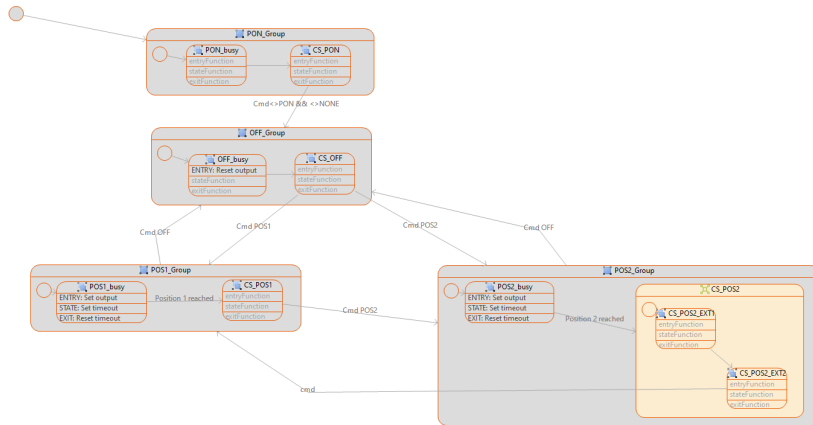 PON_Group
PON_busy
entryFunction
stateFunction
exitFunction
CS_PON
entryFunction
stateFunction
exitFunction
Cmd<>PON && <>NONE
OFF_Group
OFF_busy
ENTRY: Reset output
stateFunction
exitFunction
CS_OFF
entryFunction
stateFunction
exitFunction
Cmd OFF
Cmd POS1
Cmd POS2
Cmd OFF
POS1_Group
POS1_busy
ENTRY: Set output
STATE: Set timeout
EXIT: Reset timeout
Position 1 reached
CS_POS1
entryFunction
stateFunction
exitFunction
Cmd POS2
POS2_Group
POS2_busy
ENTRY: Set output
STATE: Set timeout
EXIT: Reset timeout
Position 2 reached
CS_POS2
CS_POS2_EXT1
entryFunction
stateFunction
exitFunction
CS_POS2_EXT2
entryFunction
stateFunction
exitFunction
cmd